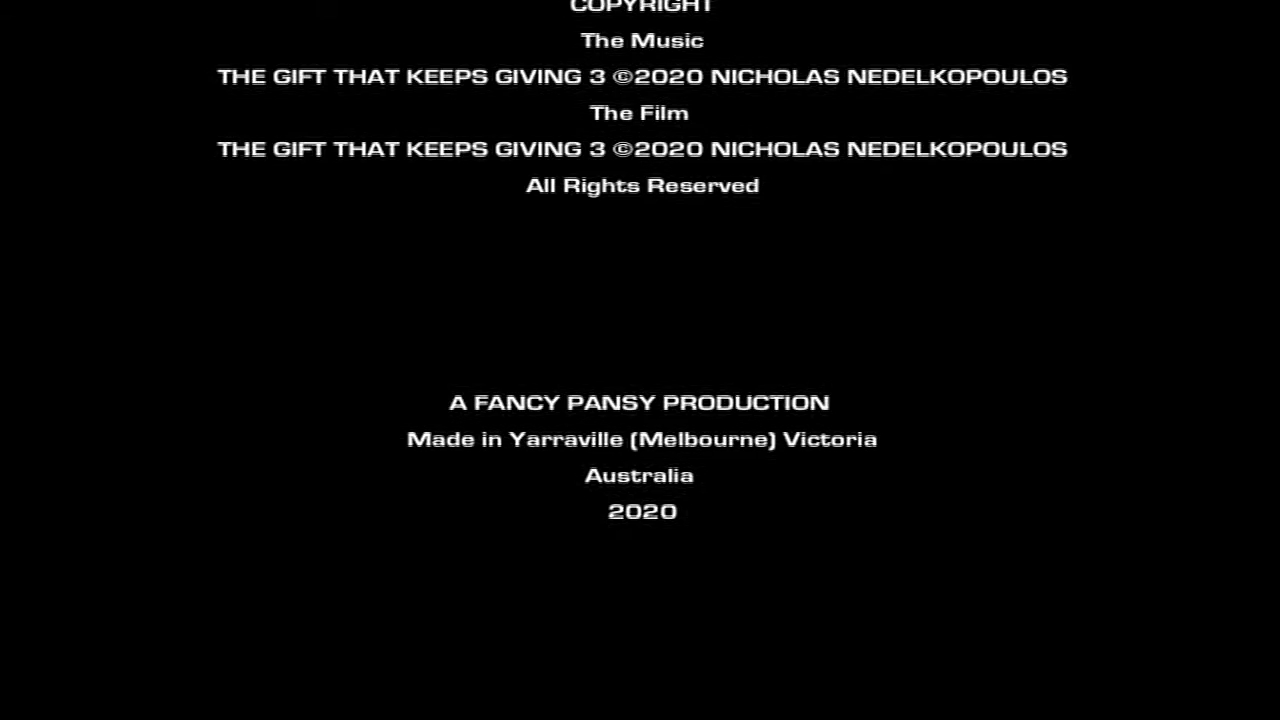 COPYRIGHT
The Music
THE GIFT THAT KEEPS GIVING 3 ©2020 NICHOLAS NEDELKOPOULOS
The Film
THE GIFT THAT KEEPS GIVING 3 ©2020 NICHOLAS NEDELKOPOULOS
All Rights Reserved
A FANCY PANSY PRODUCTION
Made in Yarraville (Melbourne) Victoria
Australia
2020